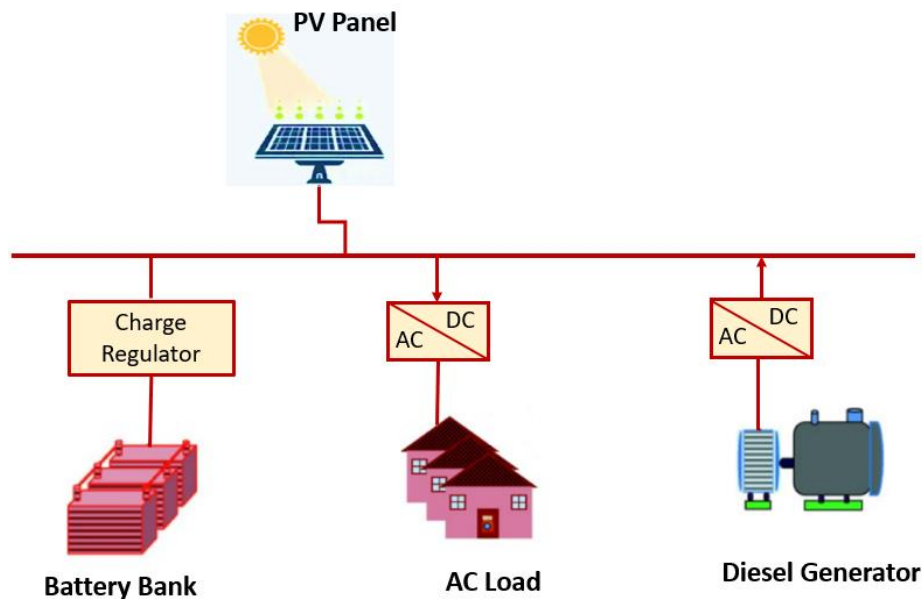 PV Panel
Charge
Regulator
DC
AC
DC
AC
Battery Bank
AC Load
Diesel Generator